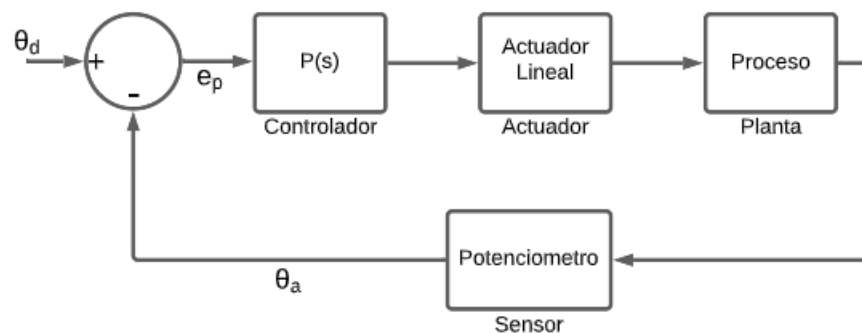 θd
+
-
ep
P(s)
Controlador
Actuador
Lineal
Actuador
Proceso
Planta
Potenciometro
Sensor
θa